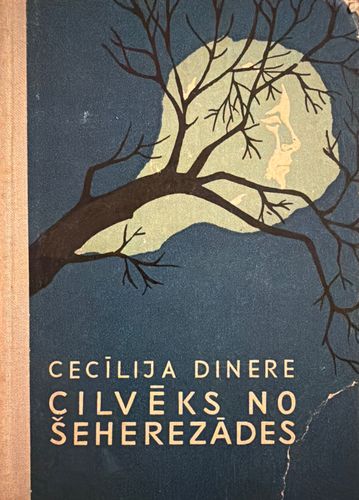 CECĪLIJA DINERE
CILVĒKS NO
ŠEHEREZĀDES